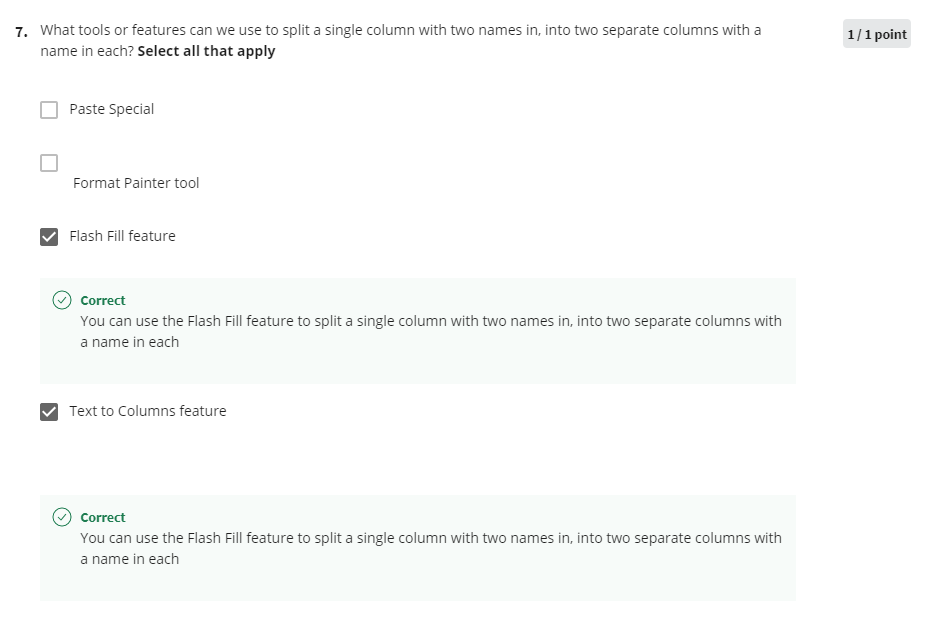 7. What tools or features can we use to split a single column with two names in, into two separate columns with a
name in each? Select all that apply
1 / 1 point
Paste Special
Format Painter tool
Flash Fill feature
Correct
You can use the Flash Fill feature to split a single column with two names in, into two separate columns with
a name in each
Text to Columns feature
Correct
You can use the Flash Fill feature to split a single column with two names in, into two separate columns with
a name in each